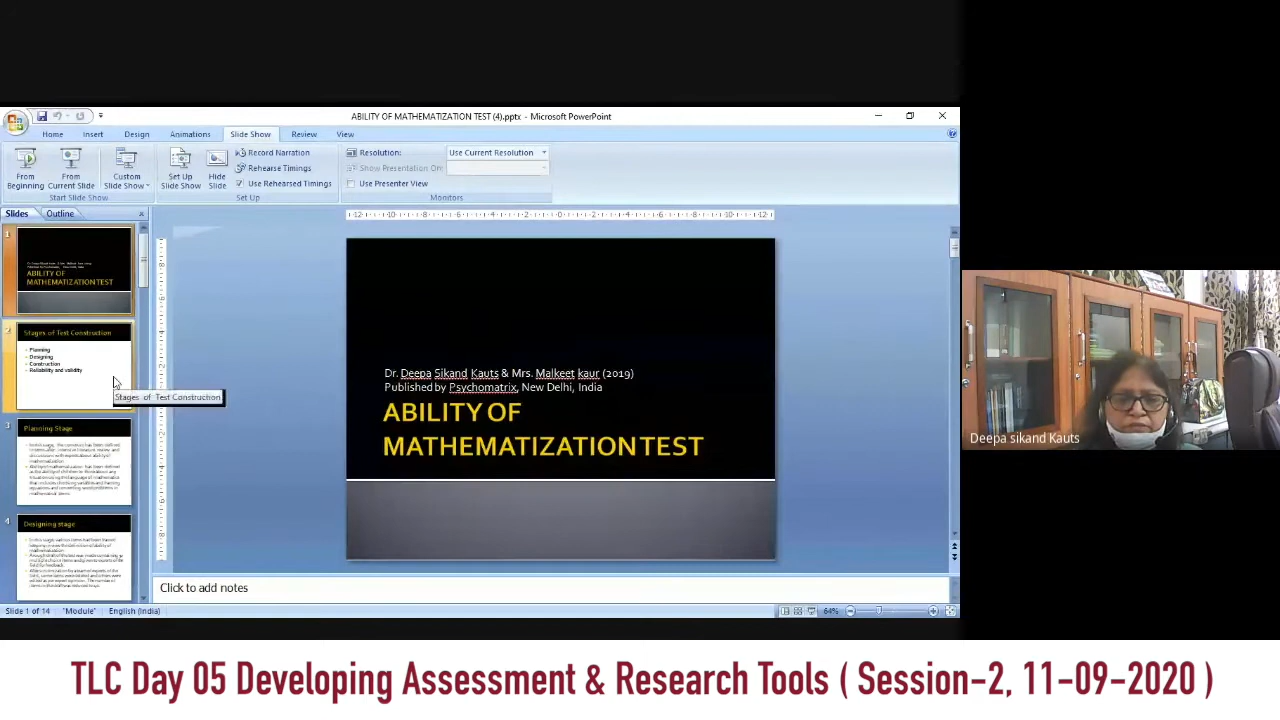 ABILITY OF MATHEMATIZATION TEST (4).pptx - Microsoft PowerPoint
Home Insert Design Animations Slide Show Review View
From Beginning
From Current Slide
Custom Slide Show
Start Slide Show
Set Up Slide Show
Hide Slide
Record Narration
Rehearse Timings
Use Rehearsed Timings
Set Up
Resolution: Use Current Resolution
Show Presentation On:
Use Presenter View
Monitors
Slides Outline
1
ABILITY OF
MATHEMATIZATION TEST
2
Stages of Test Construction
- Planning
- Designing
- Construction
- Reliability and validity
Stages of Test Construction
3
Planning Stage
4
Designing stage
Dr. Deepa Sikand Kauts & Mrs. Malkeet kaur (2019)
Published by Psychomatrix, New Delhi, India
ABILITY OF
MATHEMATIZATION TEST
Click to add notes
Slide 1 of 14 "Module" English (India) 64%
Deepa sikand Kauts
TLC Day 05 Developing Assessment & Research Tools ( Session-2, 11-09-2020 )